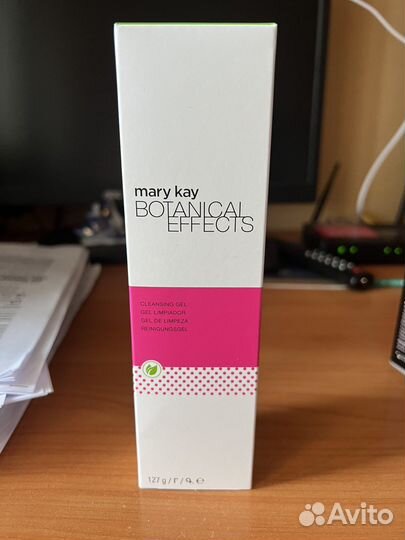 mary kay
BOTANICAL
EFFECTS
CLEANSING GEL
GEL LIMPIADOR
GEL DE LIMPEZA
REINIGUNGSGEL
127 g / Г /
Avito